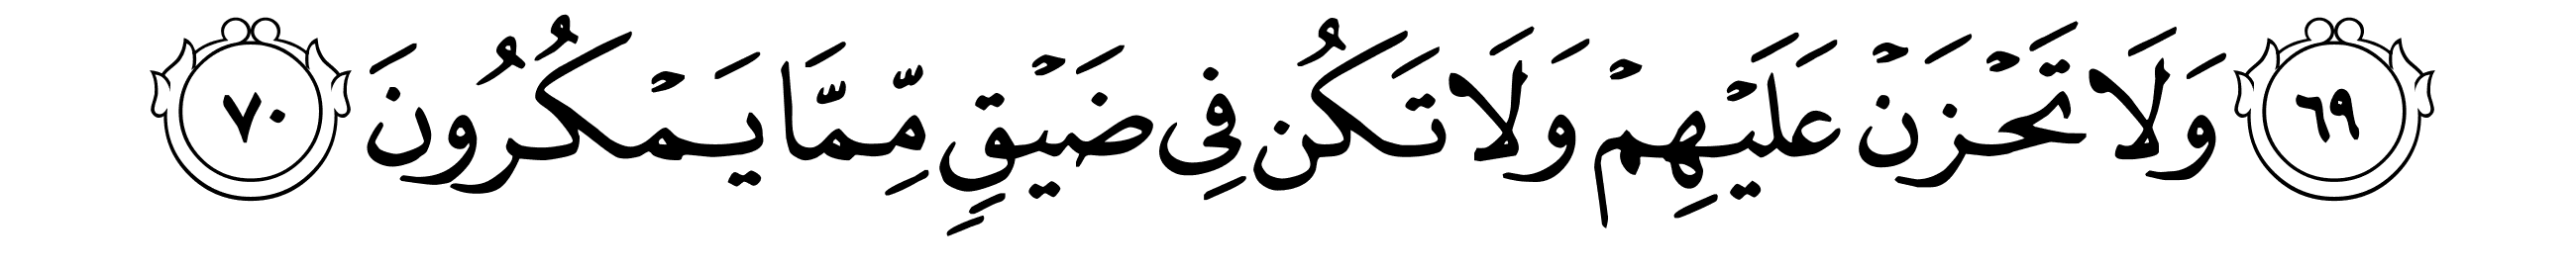 ٦٩ وَلَا تَحْزَنْ عَلَيْهِمْ وَلَا تَكُن فِي ضَيْقٍ مِّمَّا يَمْكُرُونَ ٧٠